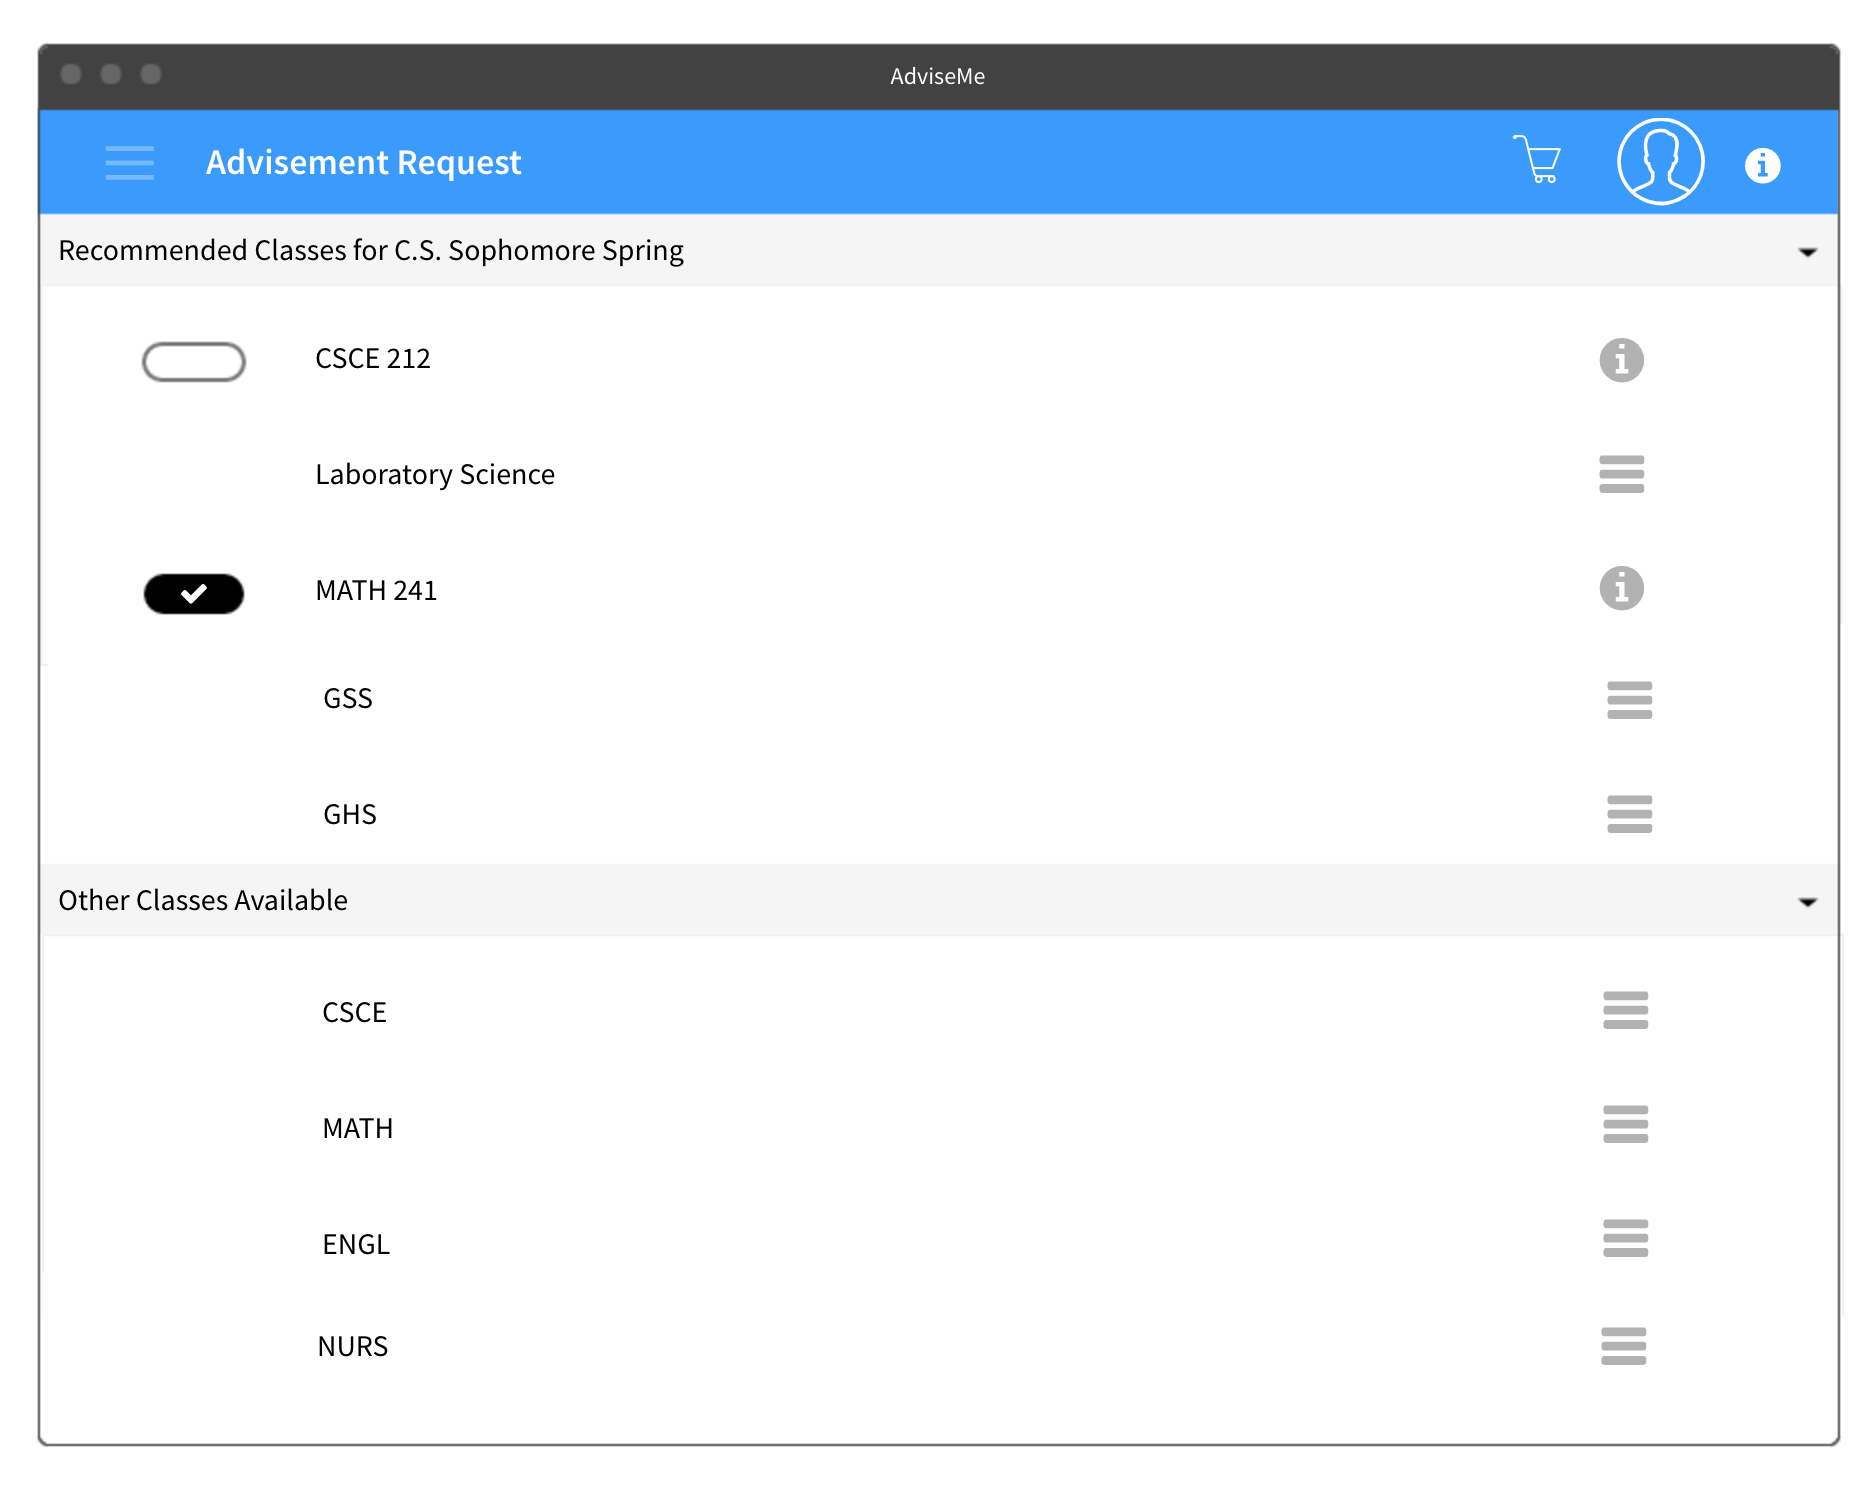 AdviseMe
Advisement Request
Recommended Classes for C.S. Sophomore Spring
CSCE 212
Laboratory Science
MATH 241
GSS
GHS
Other Classes Available
CSCE
MATH
ENGL
NURS